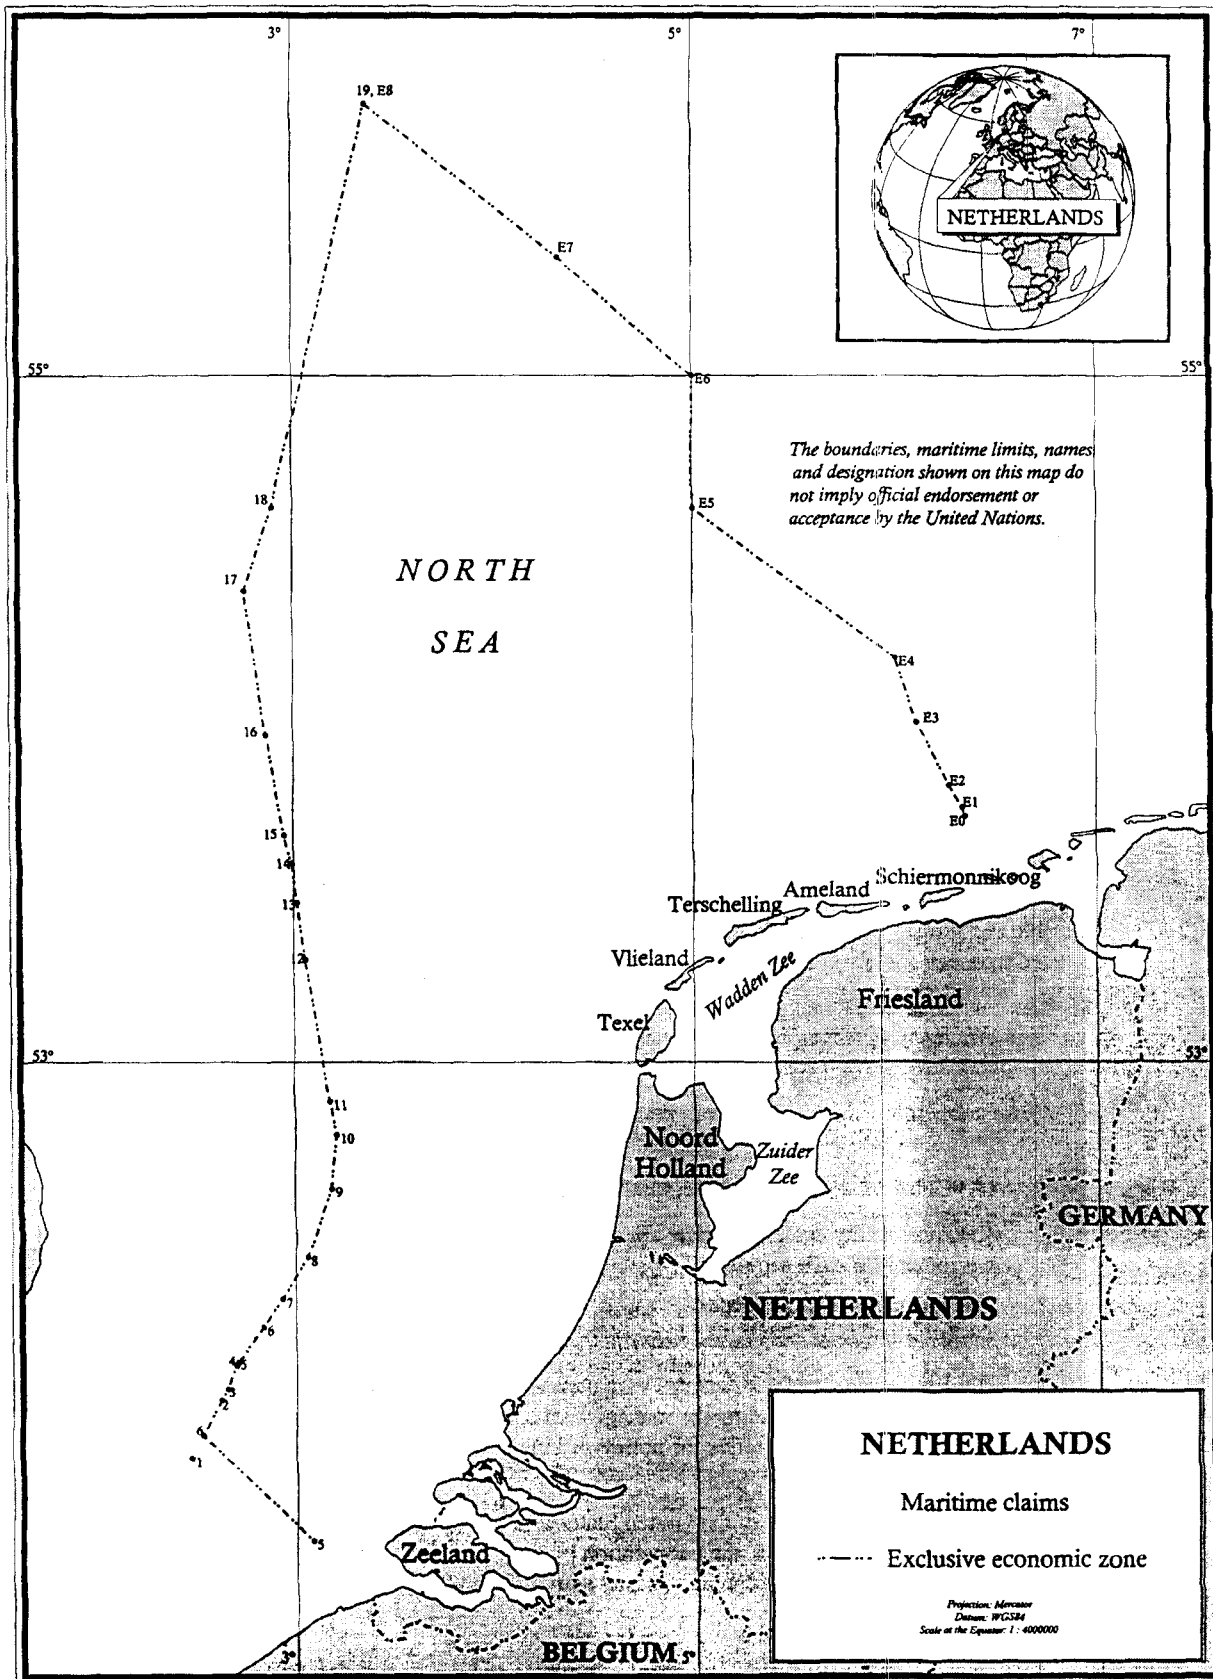 3°
5°
7°
19, E8
NETHERLANDS
E7
55°
55°
E6
The boundaries, maritime limits, names
and designation shown on this map do
not imply official endorsement or
acceptance by the United Nations.
18
E5
NORTH
SEA
17
E4
E3
16
E2
E1
E0
15
14
Schiermonnikoog
Ameland
Terschelling
13
12
Vlieland
Wadden Zee
Friesland
Texel
53°
53°
11
10
Noord
Holland
Zuider
Zee
9
GERMANY
8
7
NETHERLANDS
6
4
5
3
2
6
1
5
Zeeland
NETHERLANDS
Maritime claims
Exclusive economic zone
Projection: Mercator
Datum: WGS84
Scale at the Equator: 1 : 4000000
3°
BELGIUM
5°